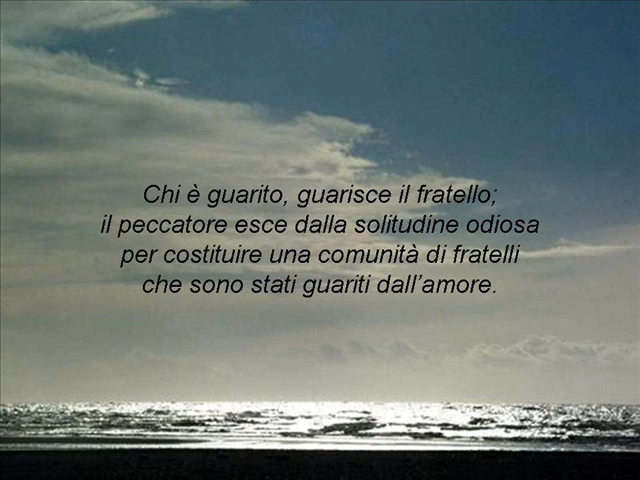 Chi è guarito, guarisce il fratello;
il peccatore esce dalla solitudine odiosa
per costituire una comunità di fratelli
che sono stati guariti dall'amore.